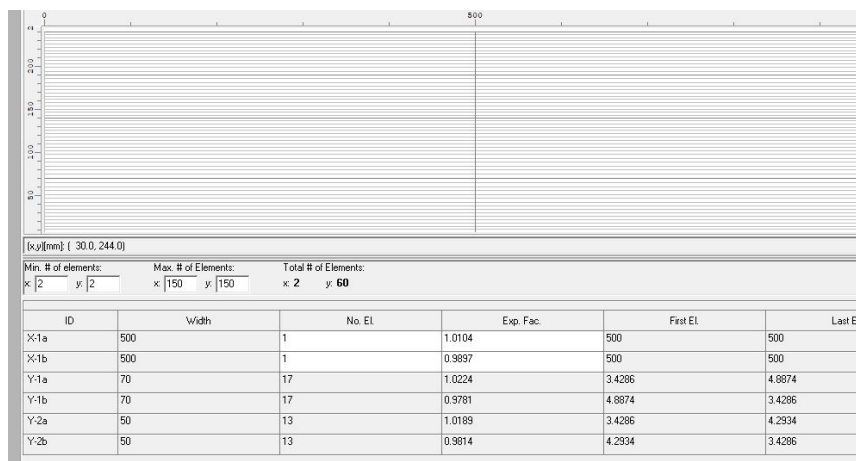 0 500
0
200
150
100
50
(x,y)[mm]: ( 30.0, 244.0)
Min. # of elements: Max. # of Elements: Total # of Elements:
x: 2 y: 2 x: 150 y: 150 x: 2 y: 60
ID Width No. El. Exp. Fac. First El. Last E
X-1a 500 1 1.0104 500 500
X-1b 500 1 0.9897 500 500
Y-1a 70 17 1.0224 3.4286 4.8874
Y-1b 70 17 0.9781 4.8874 3.4286
Y-2a 50 13 1.0189 3.4286 4.2934
Y-2b 50 13 0.9814 4.2934 3.4286